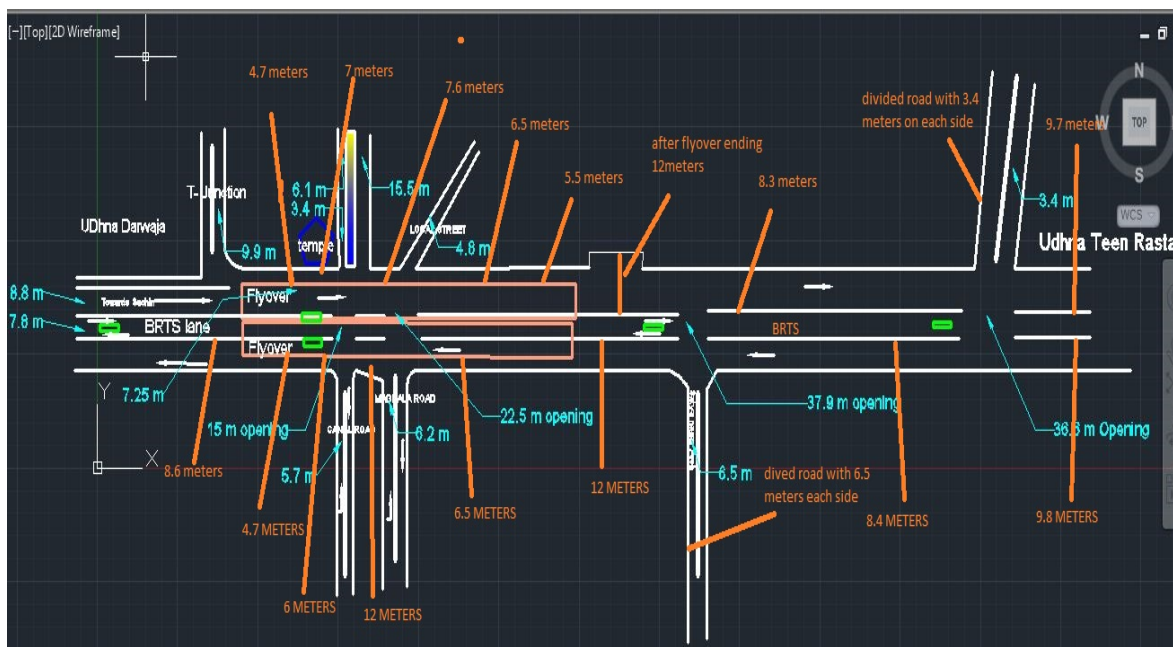 [−][Top][2D Wireframe]
4.7 meters
7 meters
7.6 meters
6.5 meters
5.5 meters
after flyover ending
12meters
8.3 meters
divided road with 3.4
meters on each side
9.7 meters
N
W
TOP
S
WCS
UDhna Darwaja
T-Junction
6.1 m
15.5 m
3.4 m
temple
LOCAL STREET
4.8 m
9.9 m
3.4 m
Udhna Teen Rasta
8.8 m
Towards Sachin
Flyover
7.8 m
BRTS lane
Flyover
BRTS
7.25 m
Y
X
15 m opening
22.5 m opening
37.9 m opening
36.6 m Opening
MAGDALLA ROAD
CANAL ROAD
6.2 m
5.7 m
6.5 m
8.6 meters
4.7 METERS
6 METERS
12 METERS
6.5 METERS
12 METERS
dived road with 6.5
meters each side
8.4 METERS
9.8 METERS